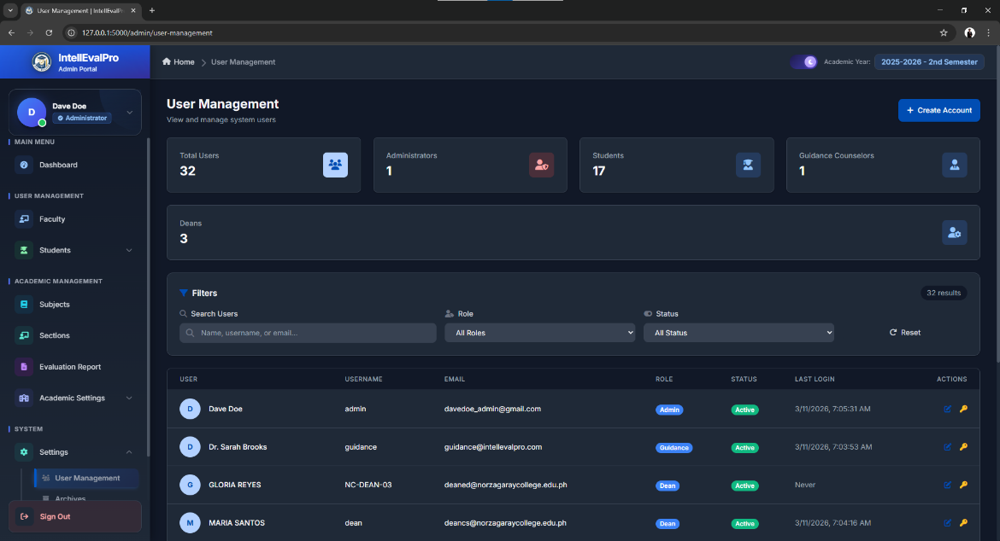 User Management | IntellEvalPr
127.0.0.1:5000/admin/user-management
IntellEvalPro
Admin Portal
Home
User Management
Academic Year:
2025-2026 - 2nd Semester
D
Dave Doe
Administrator
MAIN MENU
Dashboard
USER MANAGEMENT
Faculty
Students
ACADEMIC MANAGEMENT
Subjects
Sections
Evaluation Report
Academic Settings
SYSTEM
Settings
User Management
Archives
Sign Out
User Management
View and manage system users
+ Create Account
Total Users
32
Administrators
1
Students
17
Guidance Counselors
1
Deans
3
Filters
32 results
Search Users
Name, username, or email...
Role
All Roles
Status
All Status
Reset
USER USERNAME EMAIL ROLE STATUS LAST LOGIN ACTIONS
D Dave Doe admin davedoe_admin@gmail.com Admin Active 3/11/2026, 7:05:31 AM
D Dr. Sarah Brooks guidance guidance@intellevalpro.com Guidance Active 3/11/2026, 7:03:53 AM
G GLORIA REYES NC-DEAN-03 deaned@norzagaraycollege.edu.ph Dean Active Never
M MARIA SANTOS dean deancs@norzagaraycollege.edu.ph Dean Active 3/11/2026, 7:04:16 AM